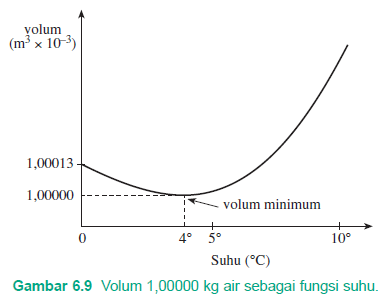 volum
(m³ × 10⁻³)
1,00013
1,00000
volum minimum
0
4°
5°
10°
Suhu (°C)
Gambar 6.9 Volum 1,00000 kg air sebagai fungsi suhu.